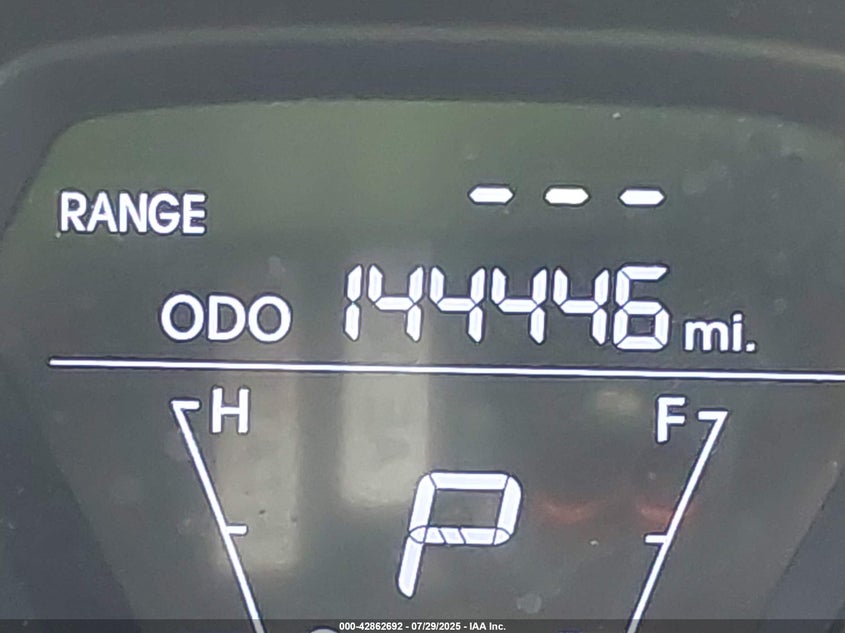 RANGE ---
ODO 144446 mi.
H F
P
000-42862692 - 07/29/2025 - IAA Inc.